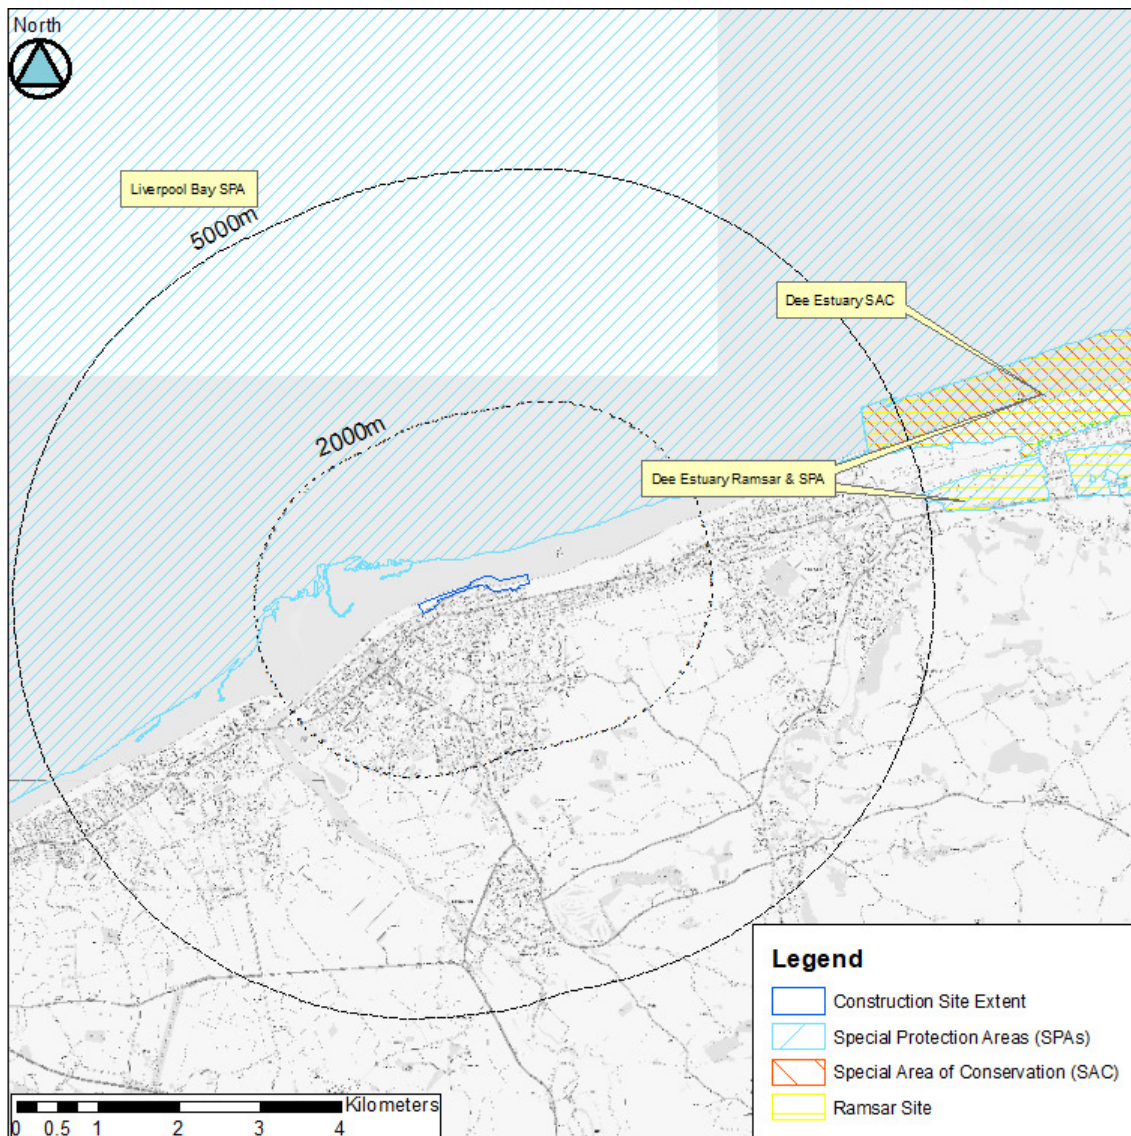 North
Liverpool Bay SPA
5000m
Dee Estuary SAC
2000m
Dee Estuary Ramsar & SPA
Legend
Construction Site Extent
Special Protection Areas (SPAs)
Special Area of Conservation (SAC)
Ramsar Site
Kilometers
0 0.5 1 2 3 4